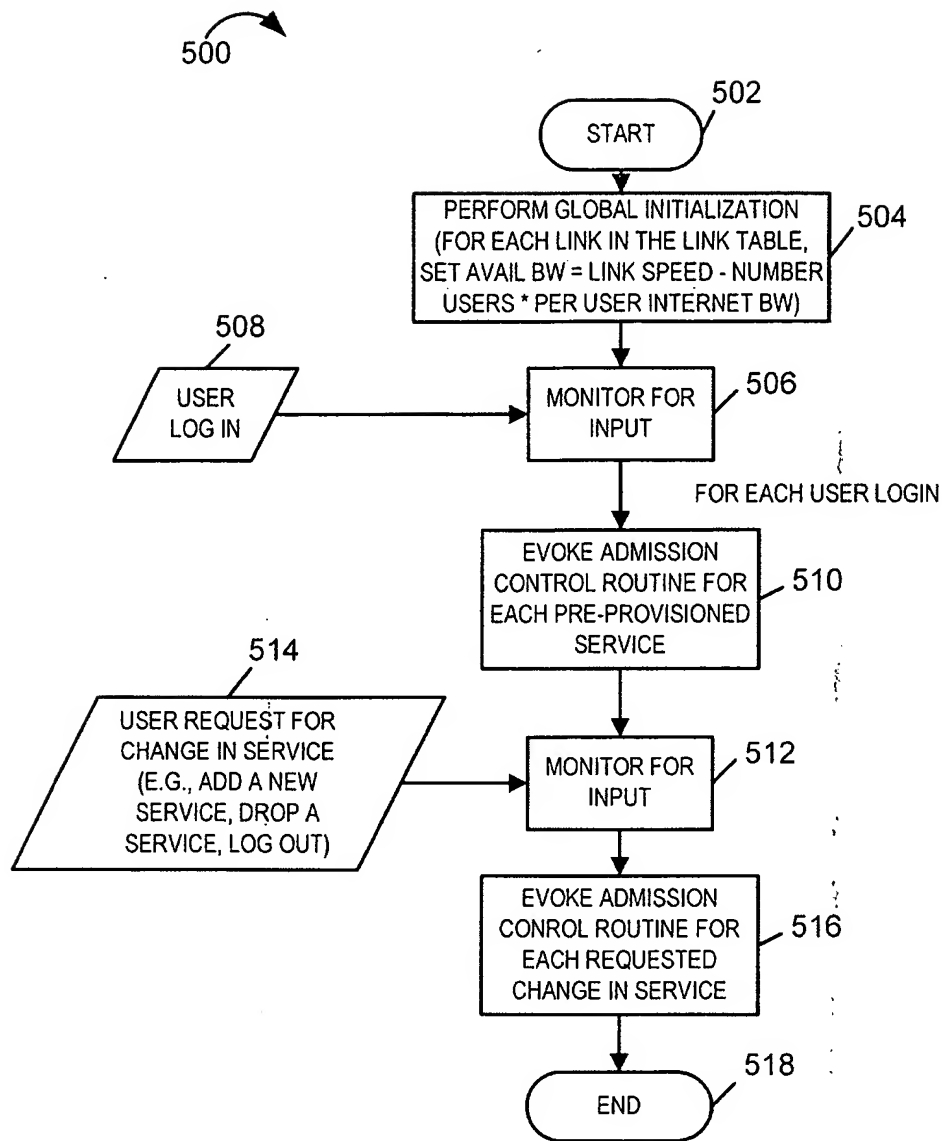 500
502
START
PERFORM GLOBAL INITIALIZATION
(FOR EACH LINK IN THE LINK TABLE,
SET AVAIL BW = LINK SPEED - NUMBER
USERS * PER USER INTERNET BW)
504
508
USER
LOG IN
MONITOR FOR
INPUT
506
FOR EACH USER LOGIN
EVOKE ADMISSION
CONTROL ROUTINE FOR
EACH PRE-PROVISIONED
SERVICE
510
514
USER REQUEST FOR
CHANGE IN SERVICE
(E.G., ADD A NEW
SERVICE, DROP A
SERVICE, LOG OUT)
MONITOR FOR
INPUT
512
EVOKE ADMISSION
CONROL ROUTINE FOR
EACH REQUESTED
CHANGE IN SERVICE
516
END
518